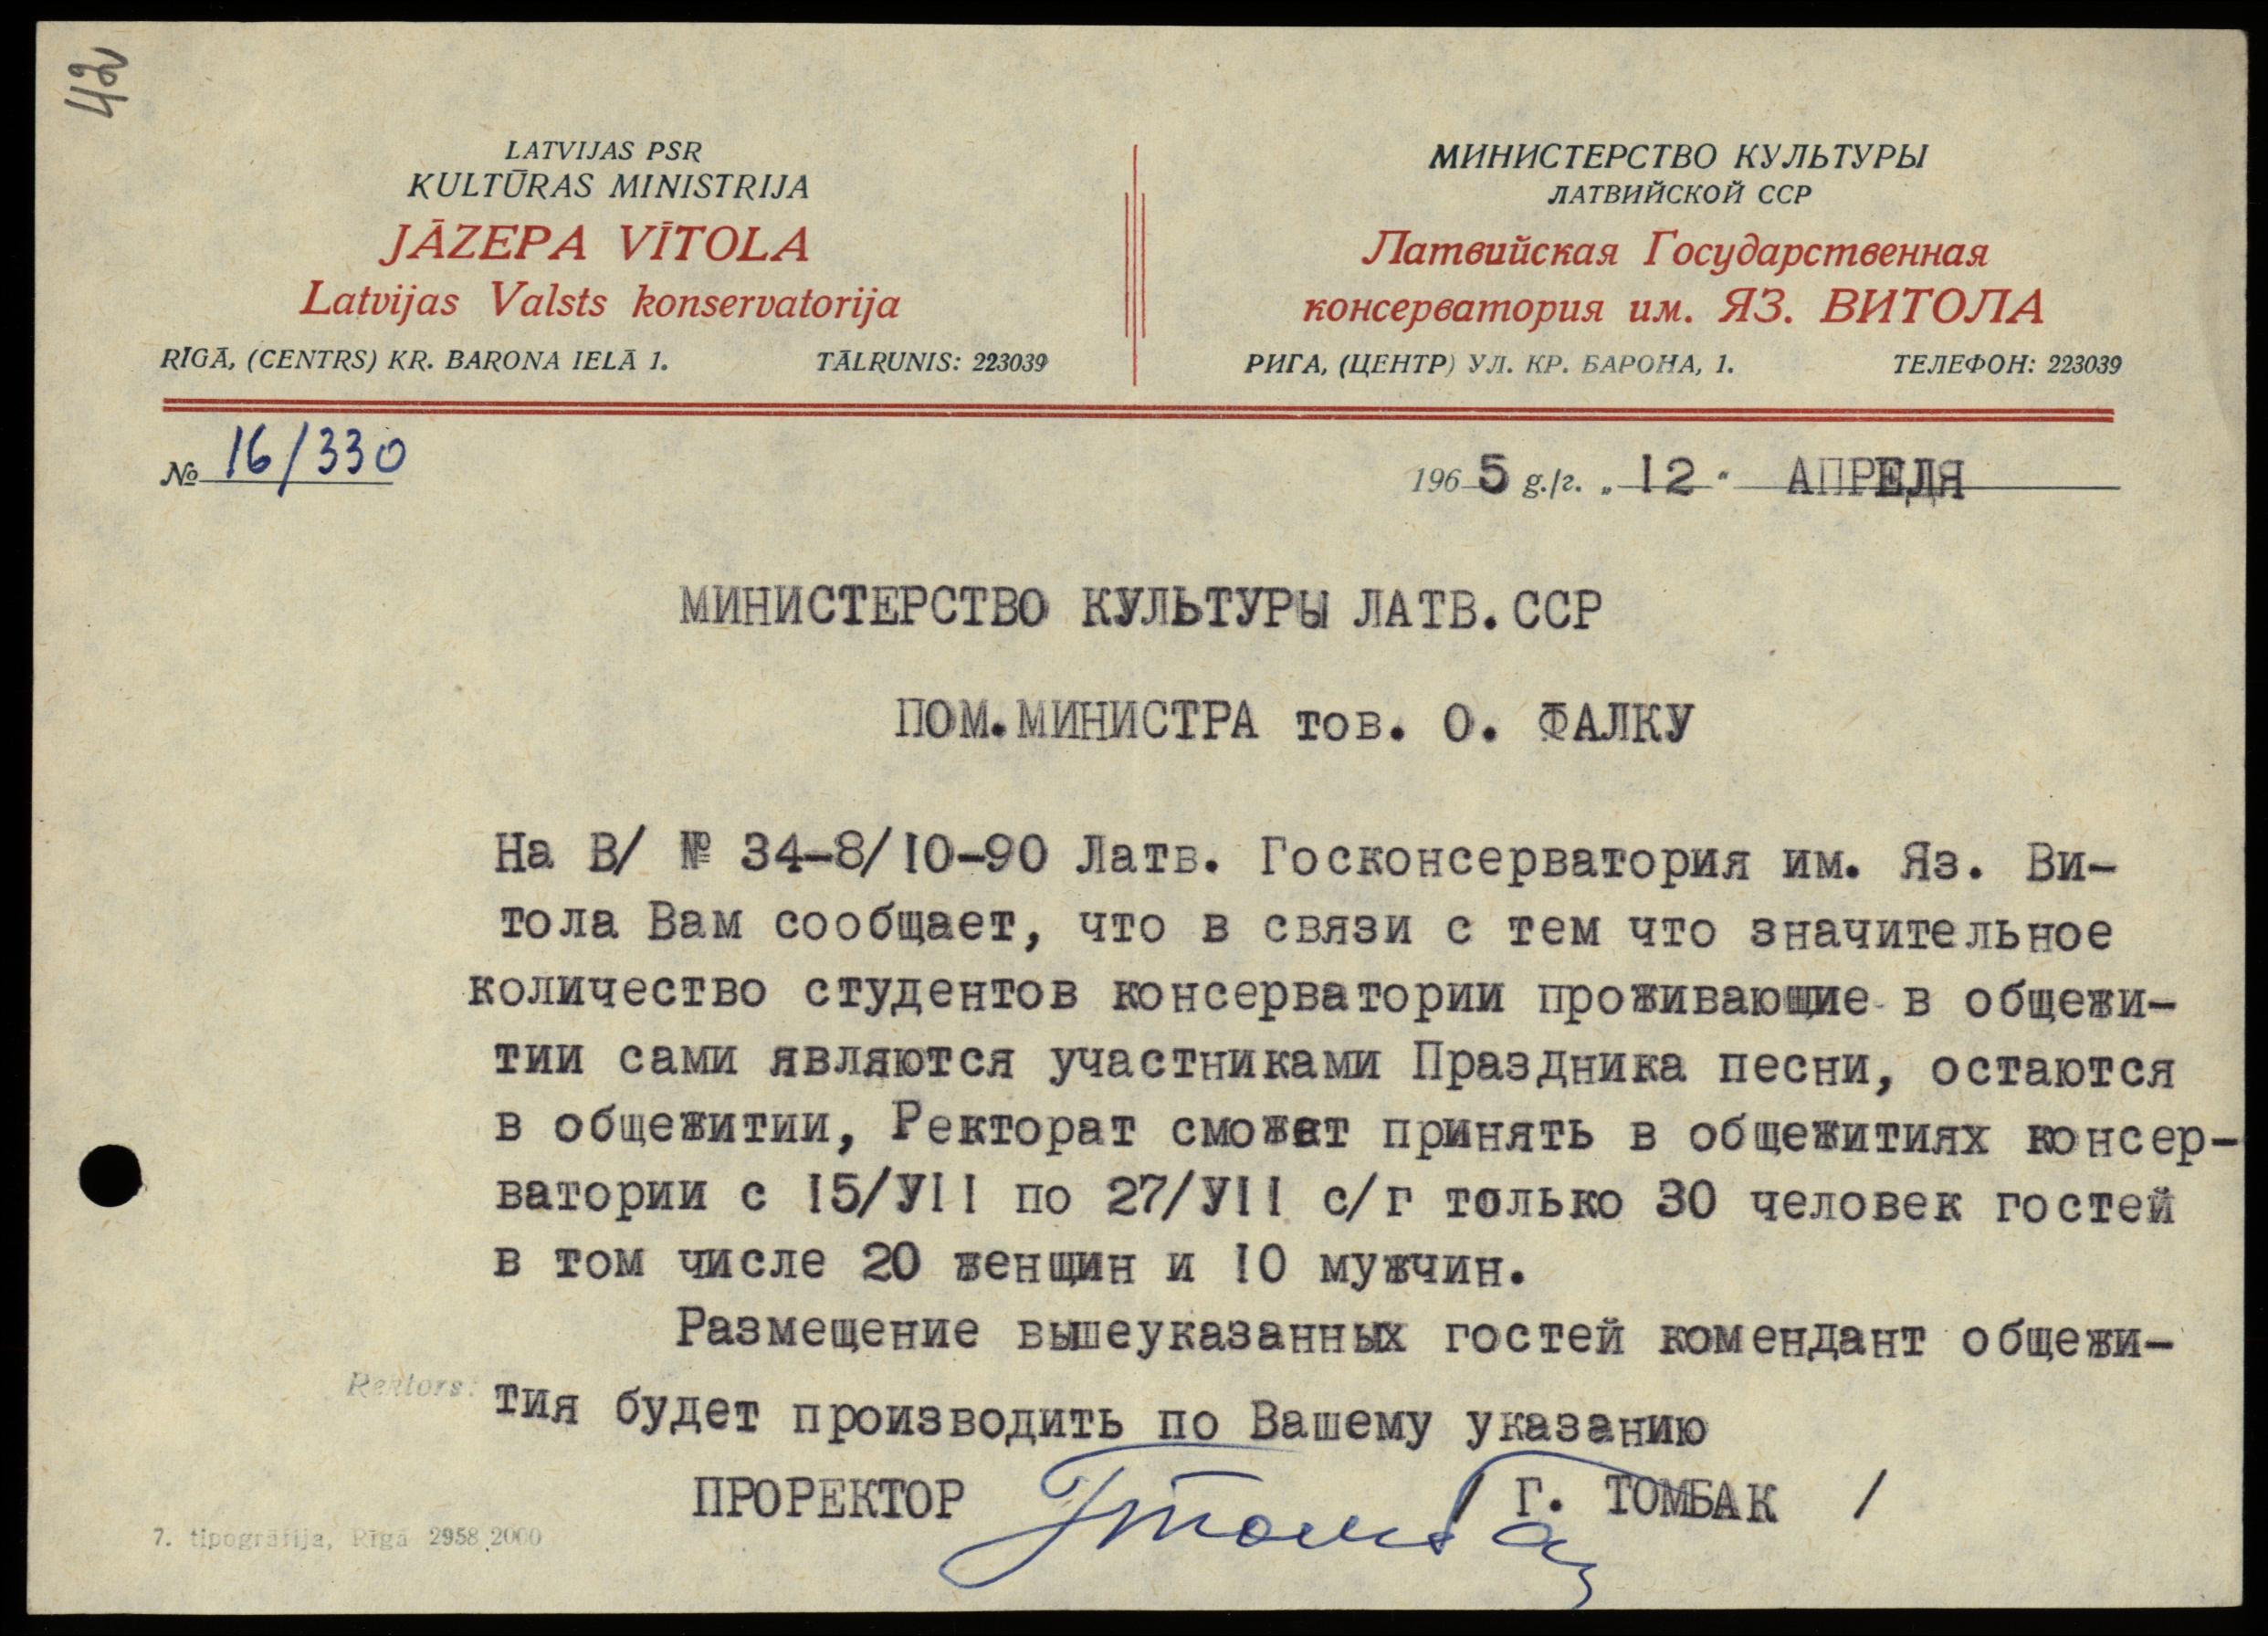 42
LATVIJAS PSR
KULTŪRAS MINISTRIJA
JĀZEPA VĪTOLA
Latvijas Valsts konservatorija
RĪGĀ, (CENTRS) KR. BARONA IELĀ 1. TĀLRUNIS: 223039
МИНИСТЕРСТВО КУЛЬТУРЫ
ЛАТВИЙСКОЙ ССР
Латвийская Государственная
консерватория им. ЯЗ. ВИТОЛА
РИГА, (ЦЕНТР) УЛ. КР. БАРОНА, 1. ТЕЛЕФОН: 223039
№ 16/330
1965 g./г. „ 12 " АПРЕЛЯ
МИНИСТЕРСТВО КУЛЬТУРЫ ЛАТВ. ССР
ПОМ. МИНИСТРА тов. О. ФАЛКУ
На В/ № 34-8/10-90 Латв. Госконсерватория им. Яз. Ви-
тола Вам сообщает, что в связи с тем что значительное
количество студентов консерватории проживающие в общежи-
тии сами являются участниками Праздника песни, остаются
в общежитии, Ректорат сможет принять в общежитиях консер-
ватории с 15/УII по 27/УII с/г только 30 человек гостей
в том числе 20 женщин и 10 мужчин.
Размещение вышеуказанных гостей комендант общежи-
Rektors: тия будет производить по Вашему указанию
ПРОРЕКТОР Гтомбак / Г. ТОМБАК /
7. tipogrāfija, Rīgā 2958 2000